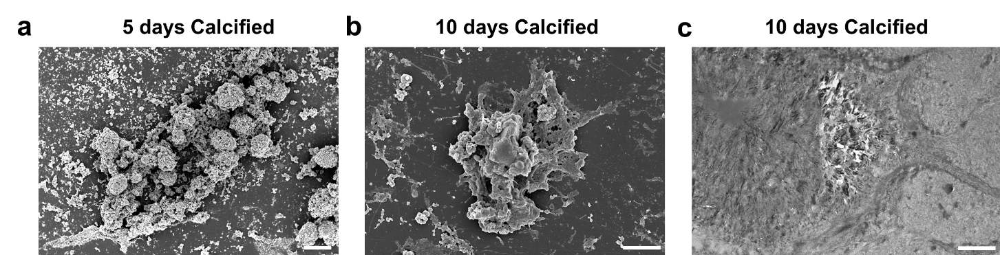 a 5 days Calcified
b 10 days Calcified
c 10 days Calcified